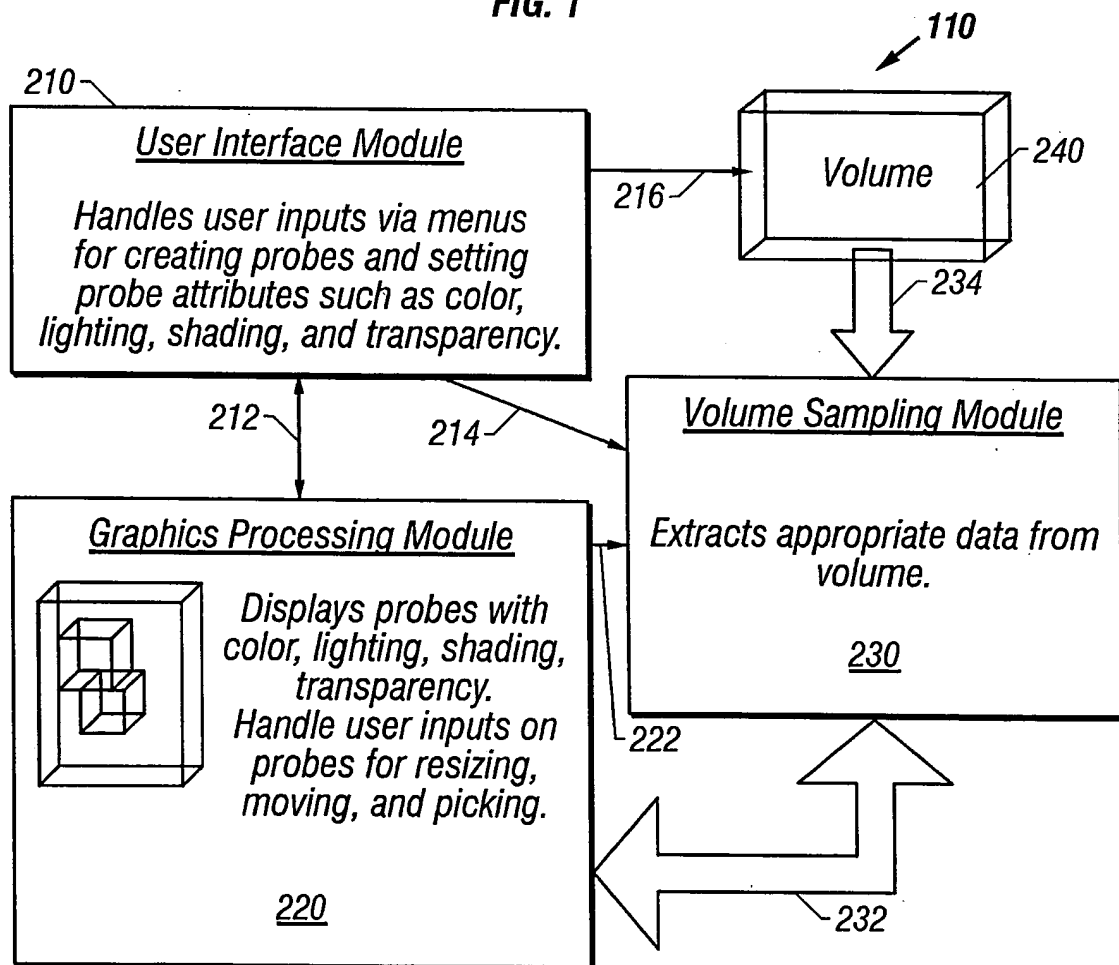 FIG. 1
110
210
User Interface Module
Handles user inputs via menus
for creating probes and setting
probe attributes such as color,
lighting, shading, and transparency.
216
Volume
240
234
212
214
Volume Sampling Module
Extracts appropriate data from
volume.
230
Graphics Processing Module
Displays probes with
color, lighting, shading,
transparency.
Handle user inputs on
probes for resizing,
moving, and picking.
220
222
232